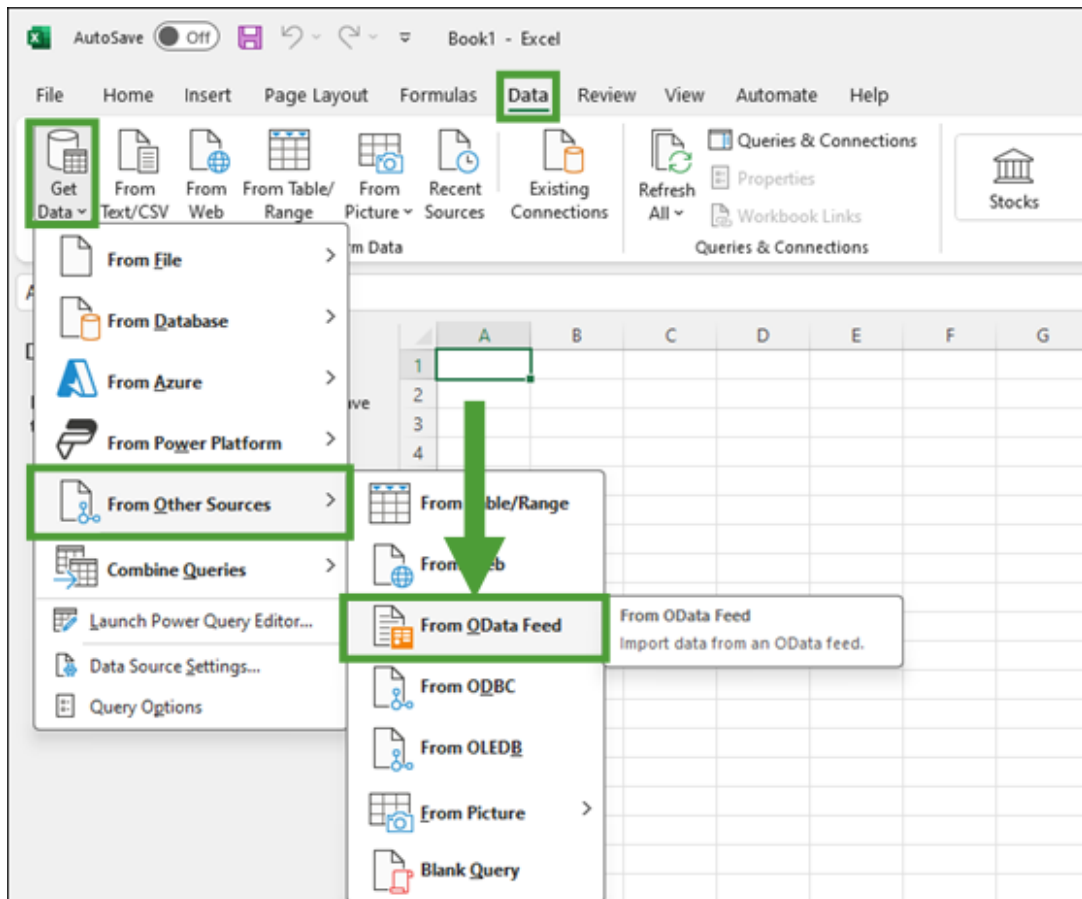 AutoSave Off Book1 - Excel
File Home Insert Page Layout Formulas Data Review View Automate Help
Get Data
From Text/CSV
From Web
From Table/Range
From Picture
Recent Sources
Existing Connections
Refresh All
Queries & Connections
Properties
Workbook Links
Stocks
m Data
Queries & Connections
From File
From Database
From Azure
From Power Platform
From Other Sources
Combine Queries
Launch Power Query Editor...
Data Source Settings...
Query Options
ve
A B C D E F G
1
2
3
4
From Table/Range
From
From OData Feed
From ODBC
From OLEDB
From Picture
Blank Query
From OData Feed
Import data from an OData feed.